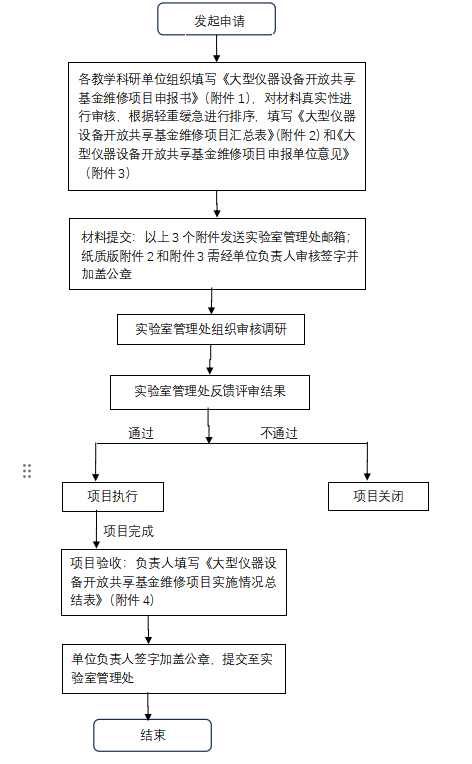 发起申请
各教学科研单位组织填写《大型仪器设备开放共享
基金维修项目申报书》（附件 1），对材料真实性进
行审核，根据轻重缓急进行排序，填写《大型仪器
设备开放共享基金维修项目汇总表》（附件 2）和《大
型仪器设备开放共享基金维修项目申报单位意见》
（附件 3）
材料提交：以上 3 个附件发送实验室管理处邮箱；
纸质版附件 2 和附件 3 需经单位负责人审核签字并
加盖公章
实验室管理处组织审核调研
实验室管理处反馈评审结果
通过
不通过
项目执行
项目关闭
项目完成
项目验收：负责人填写《大型仪器设
备开放共享基金维修项目实施情况总
结表》（附件 4）
单位负责人签字加盖公章，提交至实
验室管理处
结束